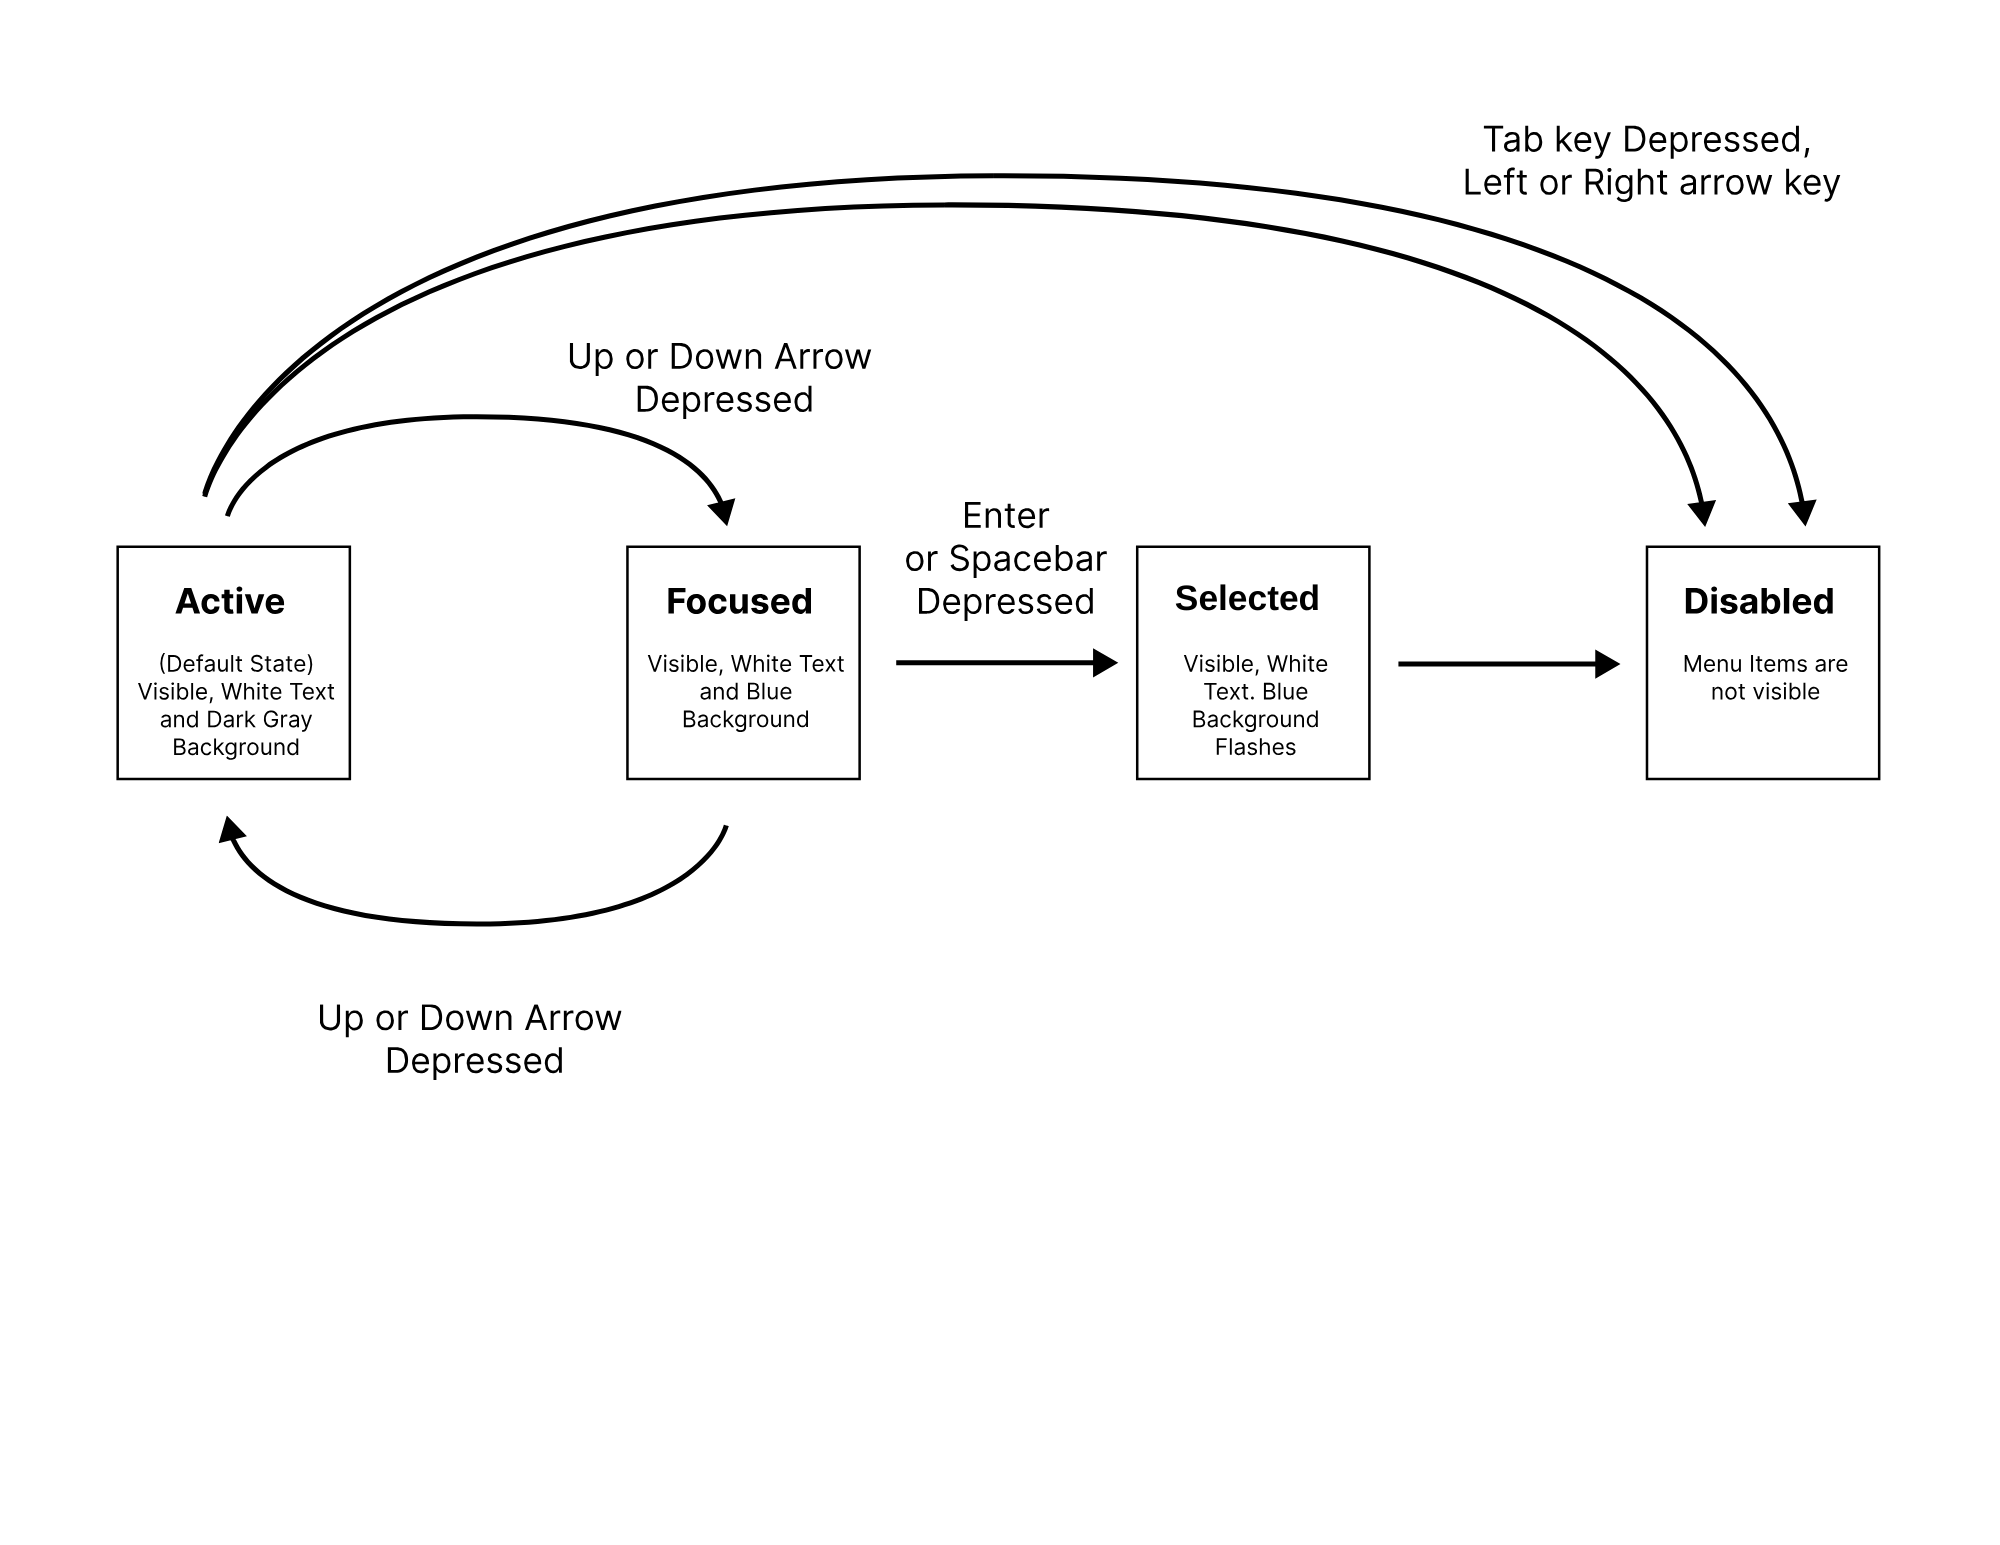 Tab key Depressed,
Left or Right arrow key
Up or Down Arrow
Depressed
Enter
or Spacebar
Depressed
Active
(Default State)
Visible, White Text
and Dark Gray
Background
Focused
Visible, White Text
and Blue
Background
Selected
Visible, White
Text. Blue
Background
Flashes
Disabled
Menu Items are
not visible
Up or Down Arrow
Depressed